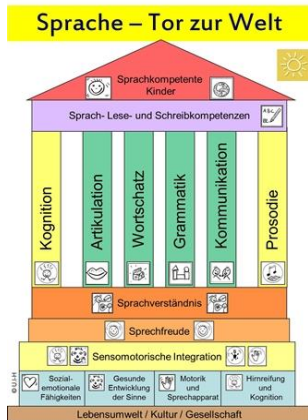 Sprache – Tor zur Welt
Sprachkompetente
Kinder
Sprach- Lese- und Schreibkompetenzen
ABC
Kognition
Artikulation
Wortschatz
Grammatik
Kommunikation
Prosodie
Sprachverständnis
Sprechfreude
Sensomotorische Integration
Sozial-
emotionale
Fähigkeiten
Gesunde
Entwicklung
der Sinne
Motorik
und
Sprechapparat
Hirnreifung
und
Kognition
Lebensumwelt / Kultur / Gesellschaft